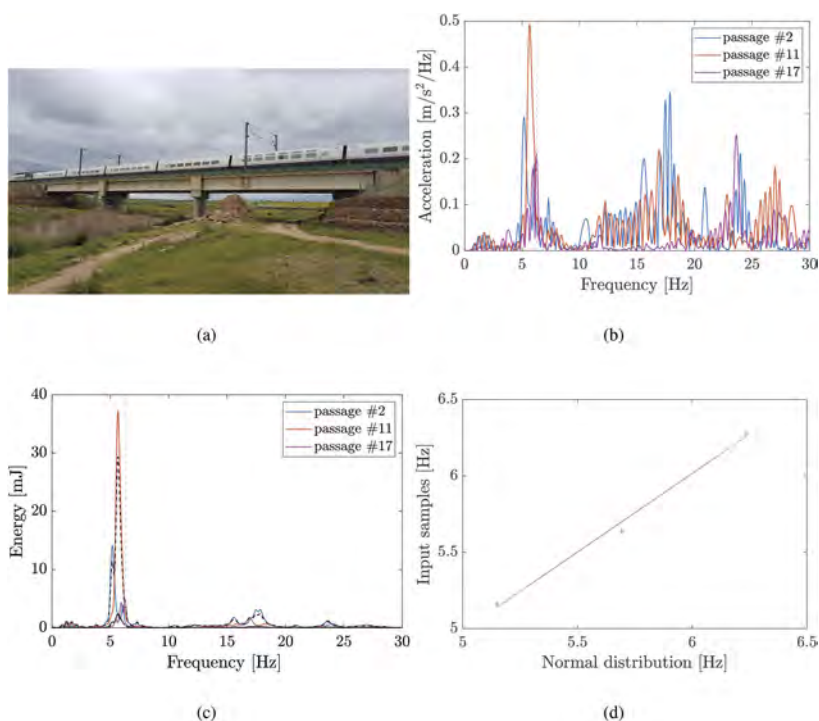 0.5
passage #2
passage #11
passage #17
0.4
0.3
0.2
0.1
0
Acceleration [m/s²/Hz]
0 5 10 15 20 25 30
Frequency [Hz]
(a)
(b)
40
passage #2
passage #11
passage #17
30
20
10
0
Energy [mJ]
0 5 10 15 20 25 30
Frequency [Hz]
6.5
6
5.5
5
Input samples [Hz]
5 5.5 6 6.5
Normal distribution [Hz]
(c)
(d)